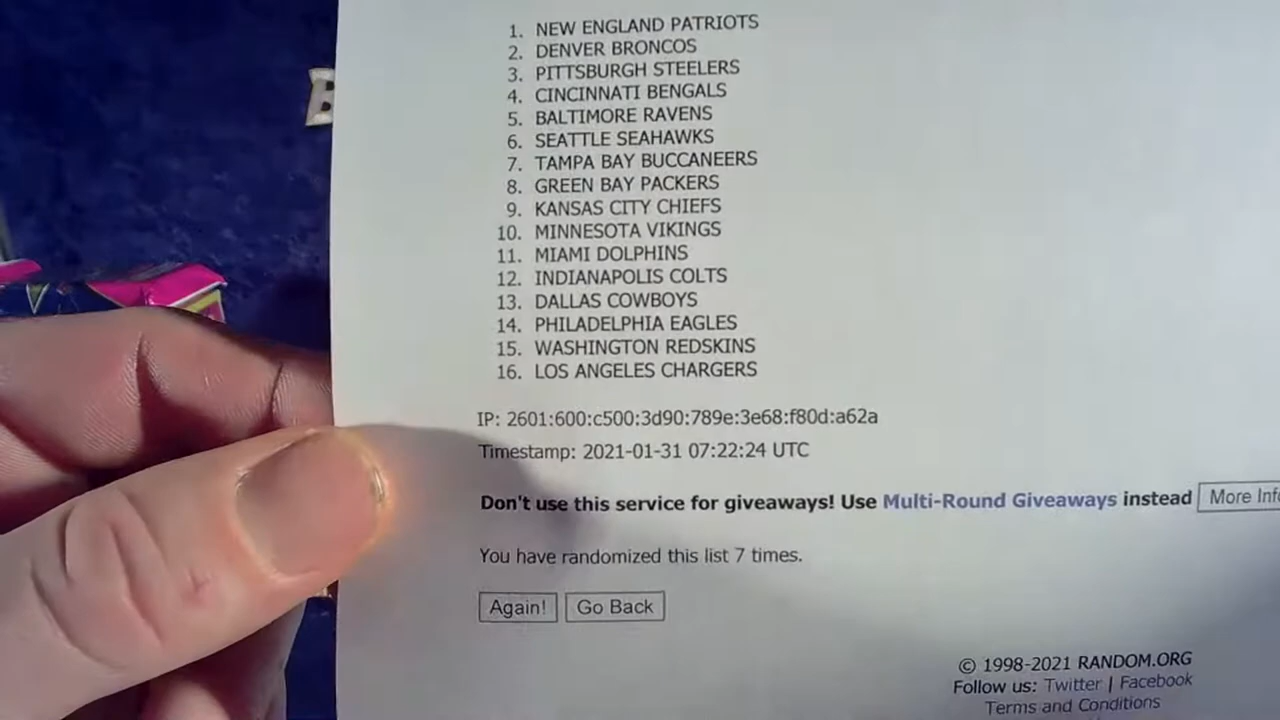 B
1. NEW ENGLAND PATRIOTS
2. DENVER BRONCOS
3. PITTSBURGH STEELERS
4. CINCINNATI BENGALS
5. BALTIMORE RAVENS
6. SEATTLE SEAHAWKS
7. TAMPA BAY BUCCANEERS
8. GREEN BAY PACKERS
9. KANSAS CITY CHIEFS
10. MINNESOTA VIKINGS
11. MIAMI DOLPHINS
12. INDIANAPOLIS COLTS
13. DALLAS COWBOYS
14. PHILADELPHIA EAGLES
15. WASHINGTON REDSKINS
16. LOS ANGELES CHARGERS
IP: 2601:600:c500:3d90:789e:3e68:f80d:a62a
Timestamp: 2021-01-31 07:22:24 UTC
Don't use this service for giveaways! Use Multi-Round Giveaways instead More Info
You have randomized this list 7 times.
Again! Go Back
© 1998-2021 RANDOM.ORG
Follow us: Twitter | Facebook
Terms and Conditions